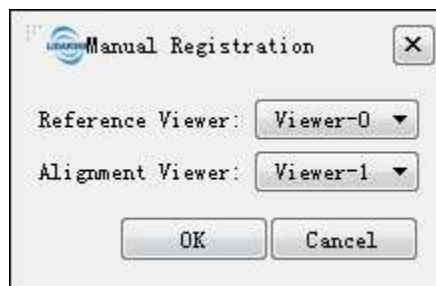 Manual Registration
Reference Viewer: Viewer-0
Alignment Viewer: Viewer-1
OK Cancel